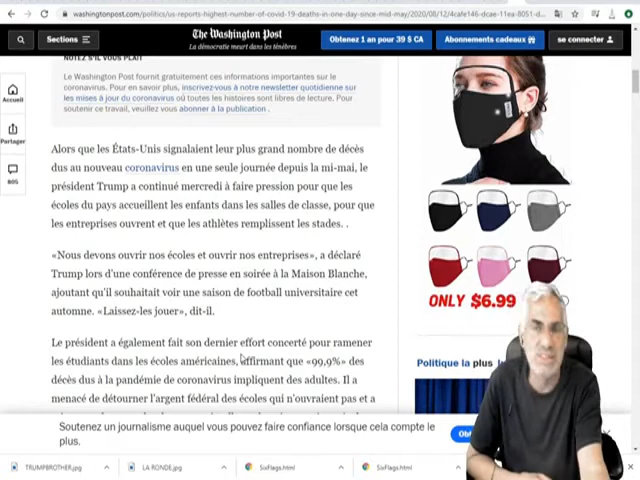 washingtonpost.com/politics/us-reports-highest-number-of-covid-19-deaths-in-one-day-since-mid-may/2020/08/12/4cafe146-dcae-11ea-8051-d...
Sections
The Washington Post
La démocratie meurt dans les ténèbres
Obtenez 1 an pour 39 $ CA
Abonnements cadeaux
se connecter
NOTEZ S'IL VOUS PLAÎT
Le Washington Post fournit gratuitement ces informations importantes sur le
coronavirus. Pour en savoir plus, inscrivez-vous à notre newsletter quotidienne sur
les mises à jour du coronavirus où toutes les histoires sont libres de lecture. Pour
soutenir ce travail, veuillez vous abonner à la publication .
Accueil
Partager
805
Alors que les États-Unis signalaient leur plus grand nombre de décès
dus au nouveau coronavirus en une seule journée depuis la mi-mai, le
président Trump a continué mercredi à faire pression pour que les
écoles du pays accueillent les enfants dans les salles de classe, pour que
les entreprises ouvrent et que les athlètes remplissent les stades. .
«Nous devons ouvrir nos écoles et ouvrir nos entreprises», a déclaré
Trump lors d'une conférence de presse en soirée à la Maison Blanche,
ajoutant qu'il souhaitait voir une saison de football universitaire cet
automne. «Laissez-les jouer», dit-il.
Le président a également fait son dernier effort concerté pour ramener
les étudiants dans les écoles américaines, affirmant que «99,9%» des
décès dus à la pandémie de coronavirus impliquent des adultes. Il a
menacé de détourner l'argent fédéral des écoles qui n'ouvraient pas et a
ONLY $6.99
Politique la plus
Soutenez un journalisme auquel vous pouvez faire confiance lorsque cela compte le
plus.
TRUMPBROTHER.jpg
LA RONDE.jpg
SixFlags.html
SixFlags.html